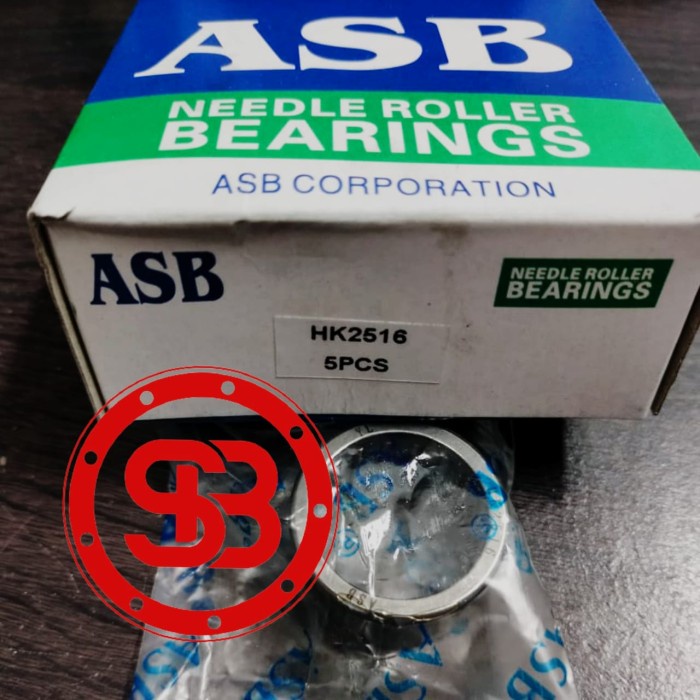 ASB
NEEDLE ROLLER
BEARINGS
ASB CORPORATION
ASB
NEEDLE ROLLER
BEARINGS
HK2516
5PCS
SB
ASB